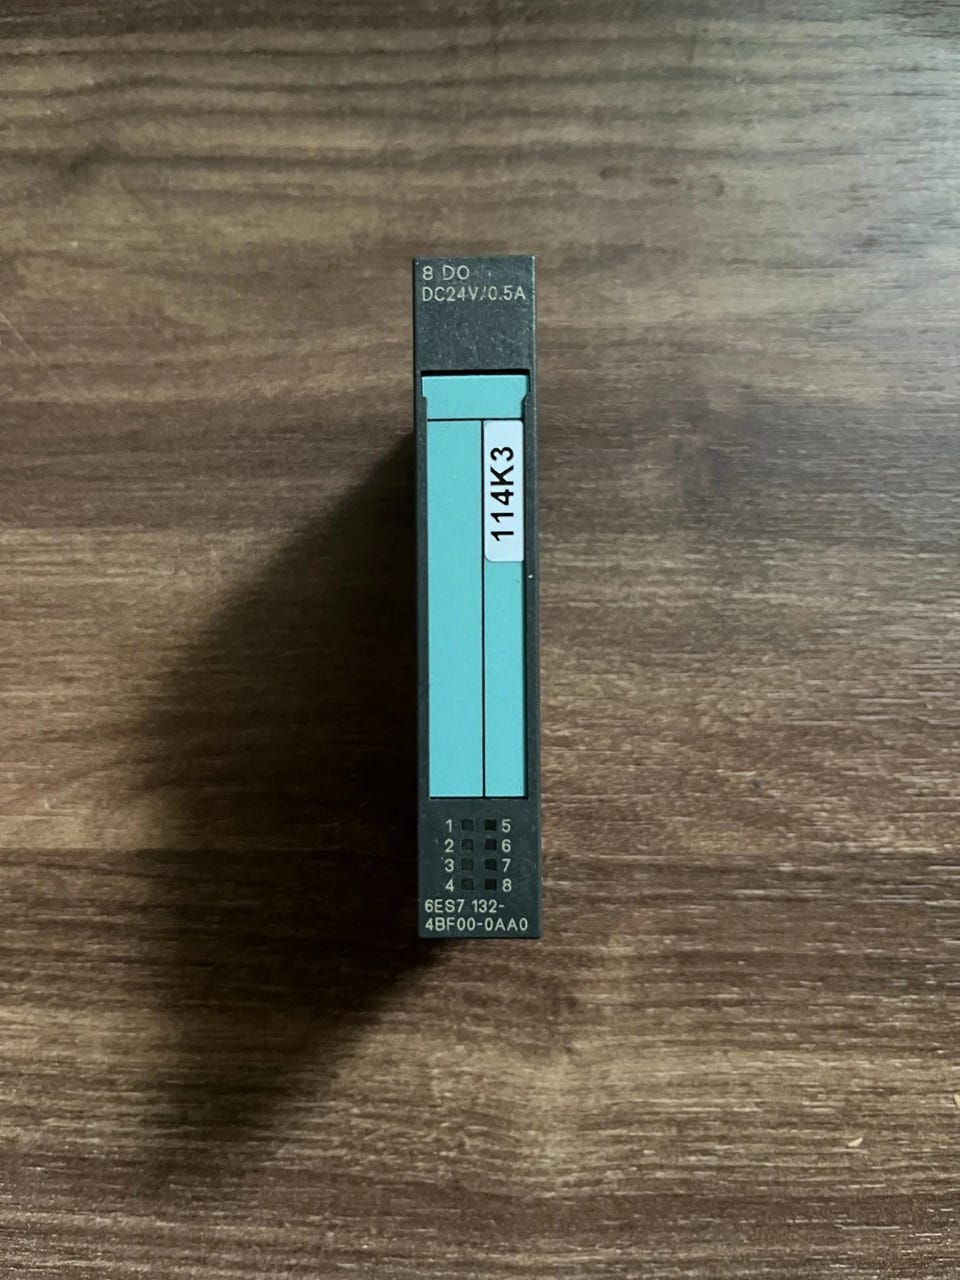 8 DO
DC24V/0.5A
114K3
1 5
2 6
3 7
4 8
6ES7 132-
4BF00-0AA0